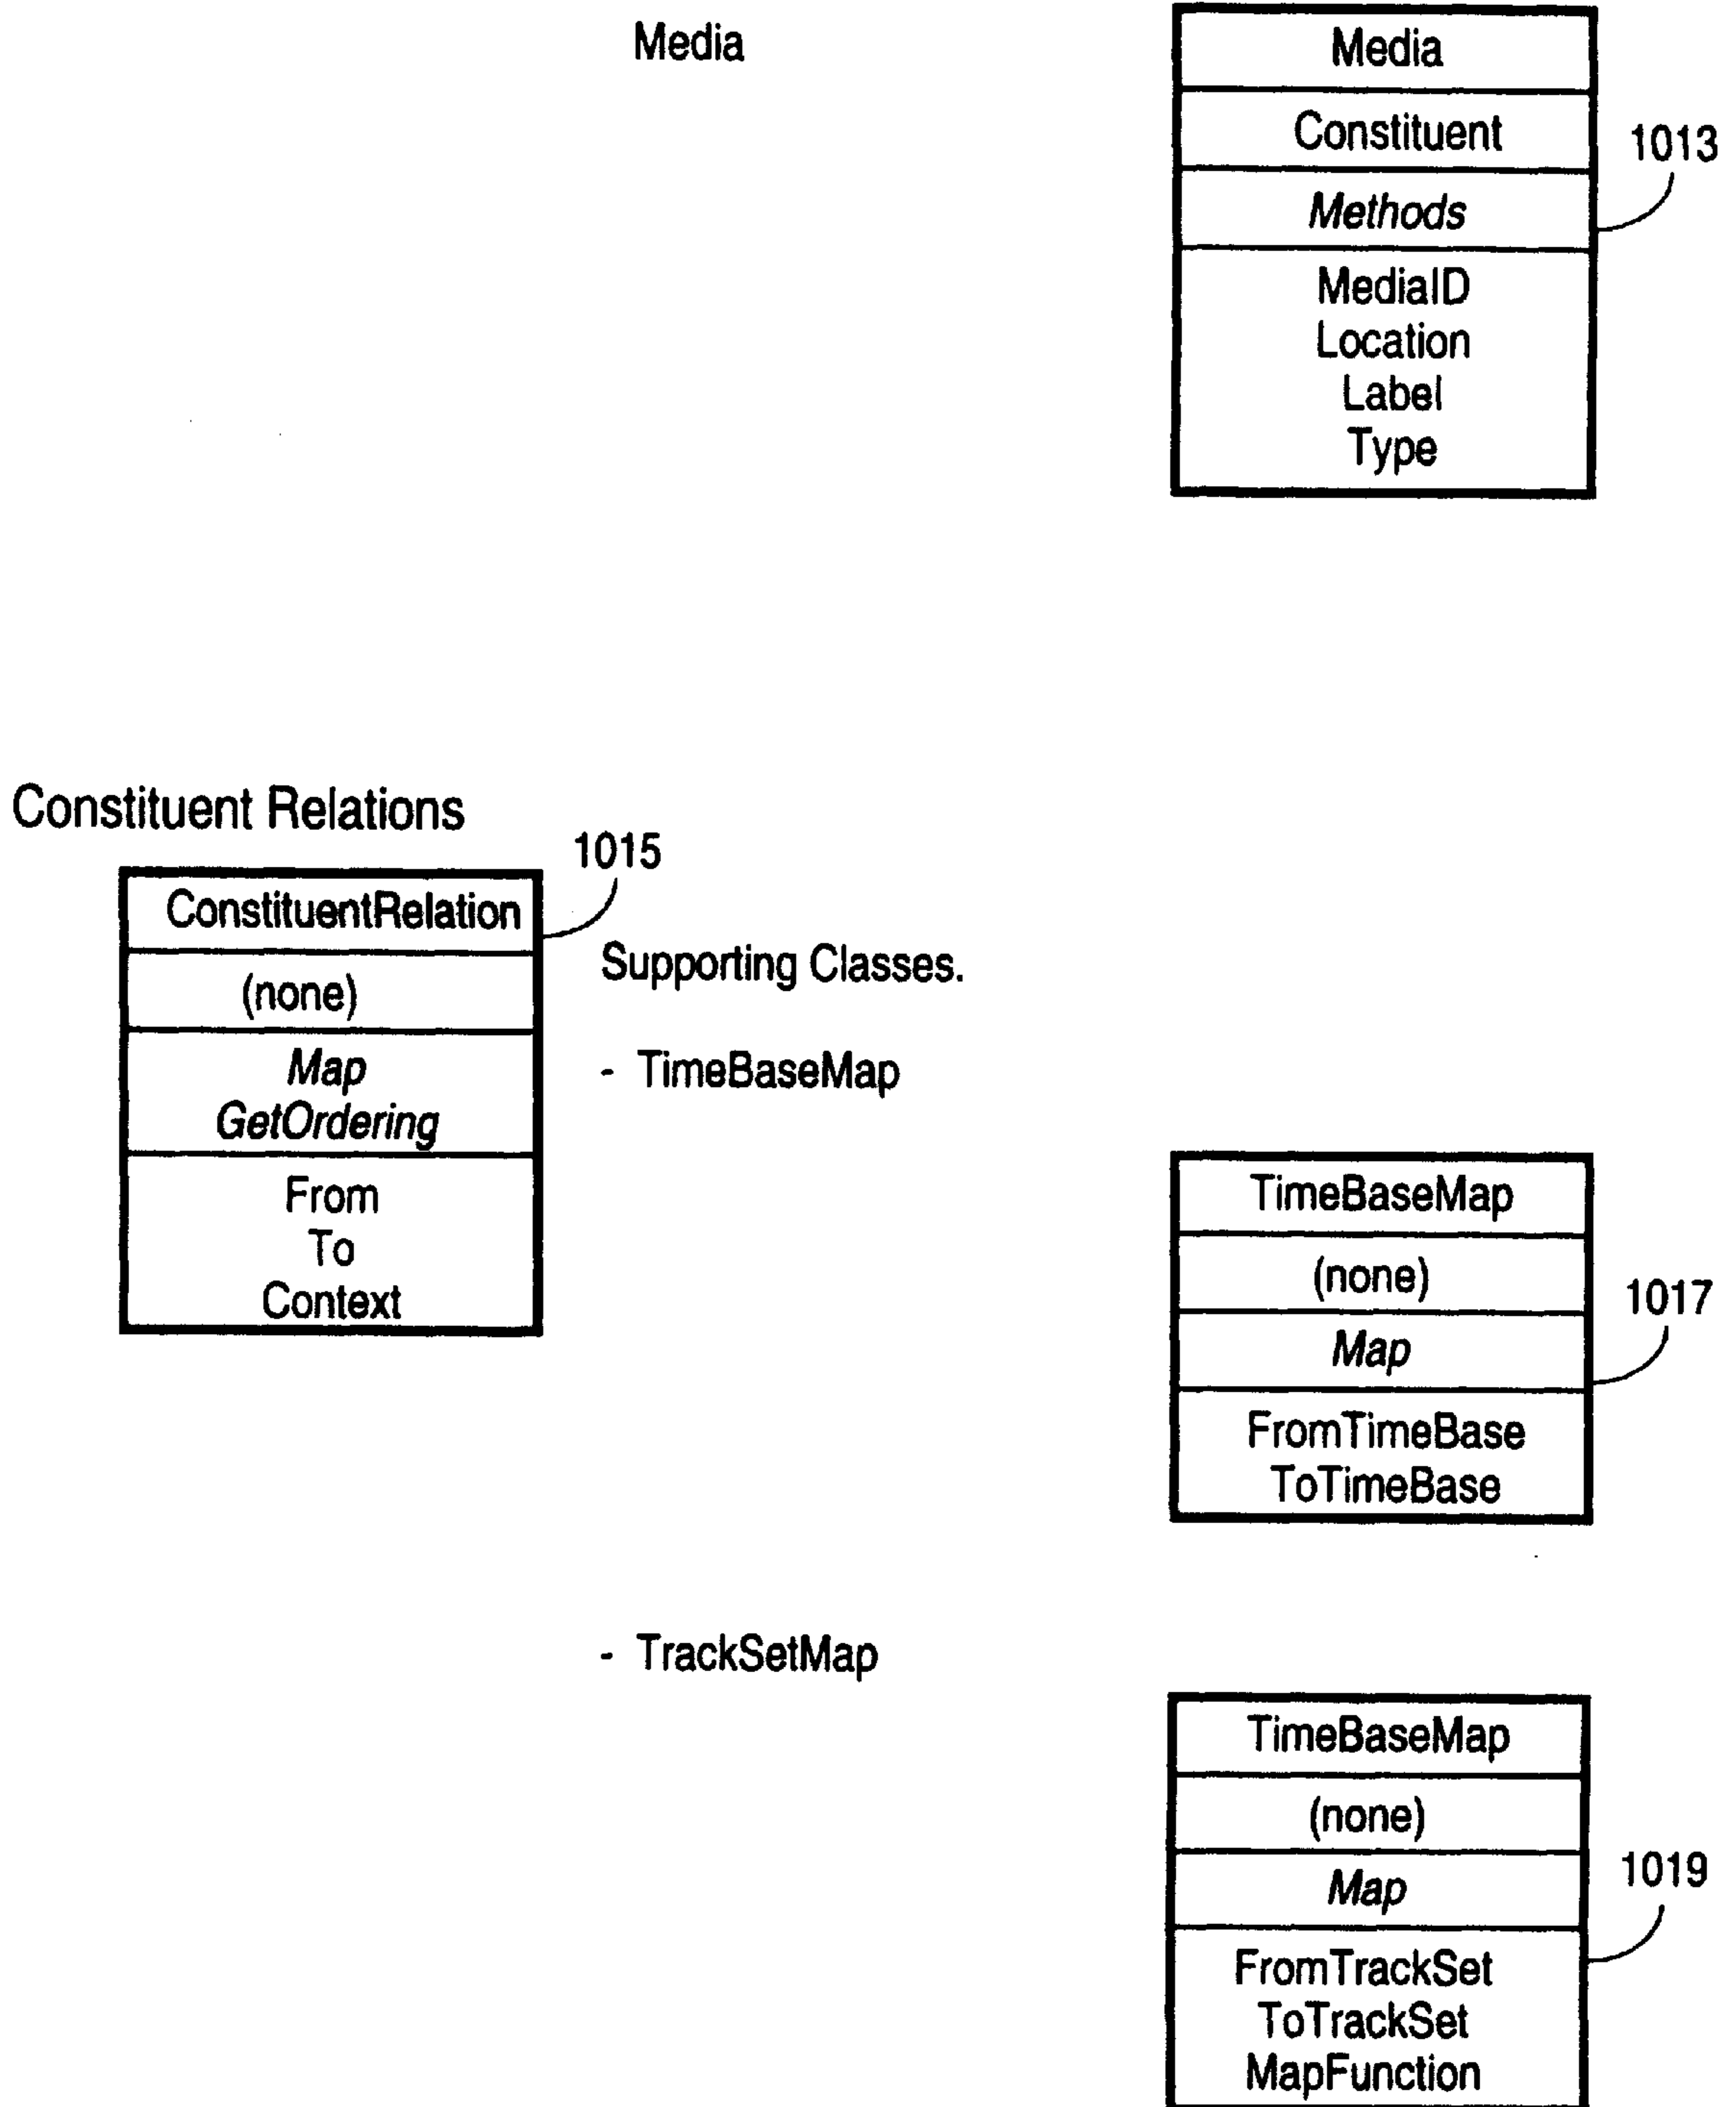 Media
Media
Constituent
1013
Methods
MediaID
Location
Label
Type
Constituent Relations
1015
ConstituentRelation
(none)
Map
GetOrdering
From
To
Context
Supporting Classes.
- TimeBaseMap
TimeBaseMap
(none)
1017
Map
FromTimeBase
ToTimeBase
- TrackSetMap
TimeBaseMap
(none)
1019
Map
FromTrackSet
ToTrackSet
MapFunction